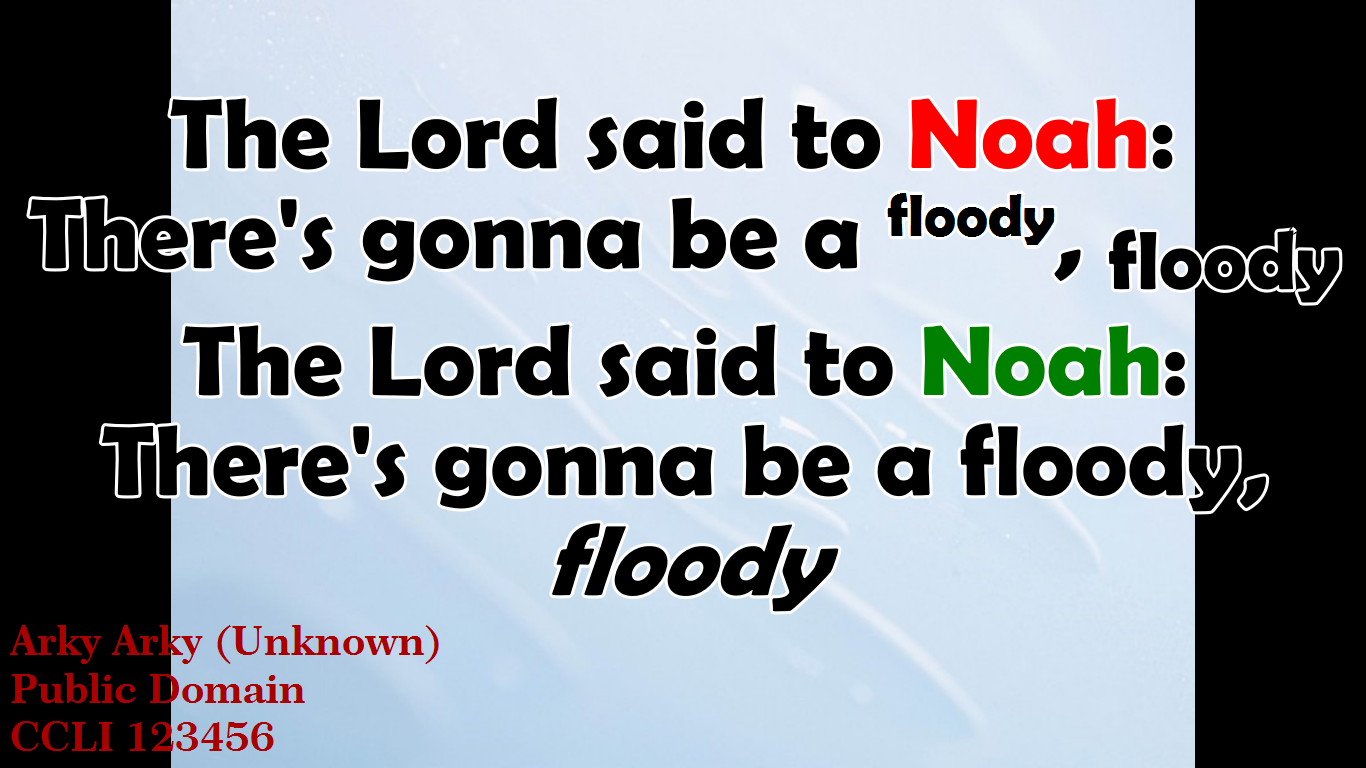 The Lord said to Noah:
There's gonna be a floody, floody
The Lord said to Noah:
There's gonna be a floody,
floody
Arky Arky (Unknown)
Public Domain
CCLI 123456